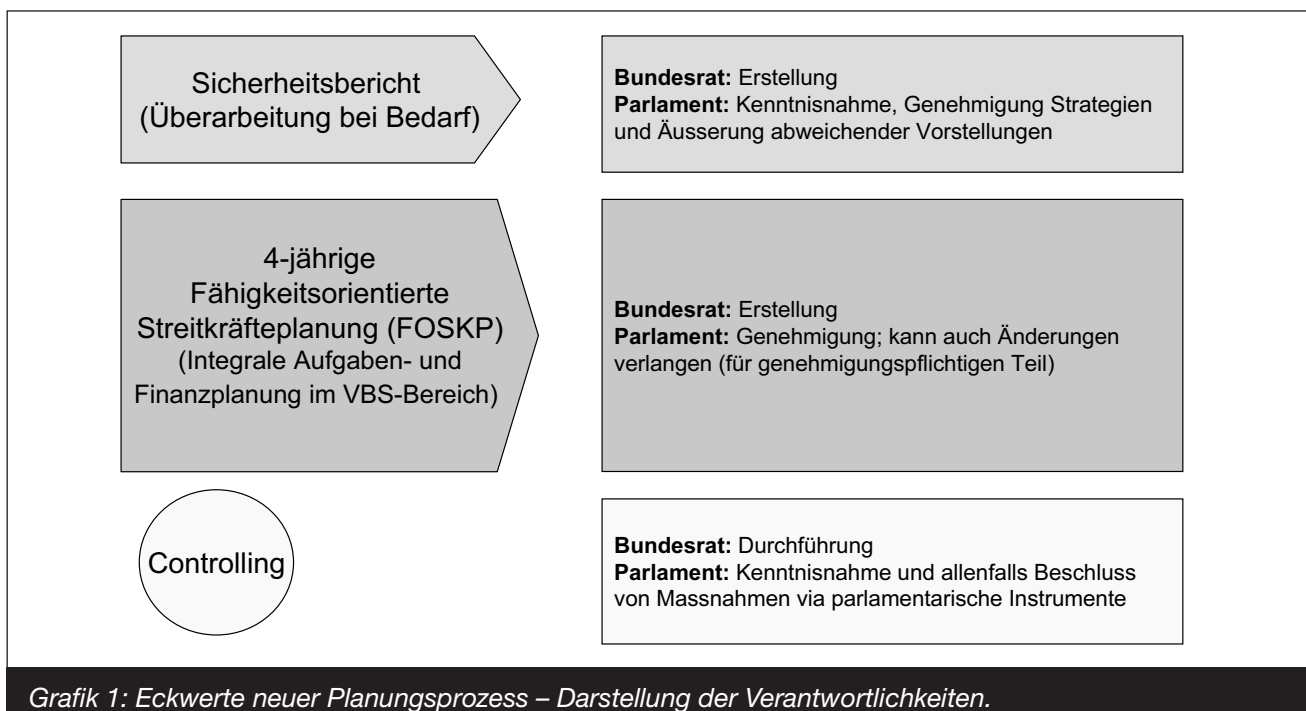 Sicherheitsbericht
(Überarbeitung bei Bedarf)
Bundesrat: Erstellung
Parlament: Kenntnisnahme, Genehmigung Strategien
und Äusserung abweichender Vorstellungen
4-jährige
Fähigkeitsorientierte
Streitkräfteplanung (FOSKP)
(Integrale Aufgaben- und
Finanzplanung im VBS-Bereich)
Bundesrat: Erstellung
Parlament: Genehmigung; kann auch Änderungen
verlangen (für genehmigungspflichtigen Teil)
Controlling
Bundesrat: Durchführung
Parlament: Kenntnisnahme und allenfalls Beschluss
von Massnahmen via parlamentarische Instrumente
Grafik 1: Eckwerte neuer Planungsprozess – Darstellung der Verantwortlichkeiten.